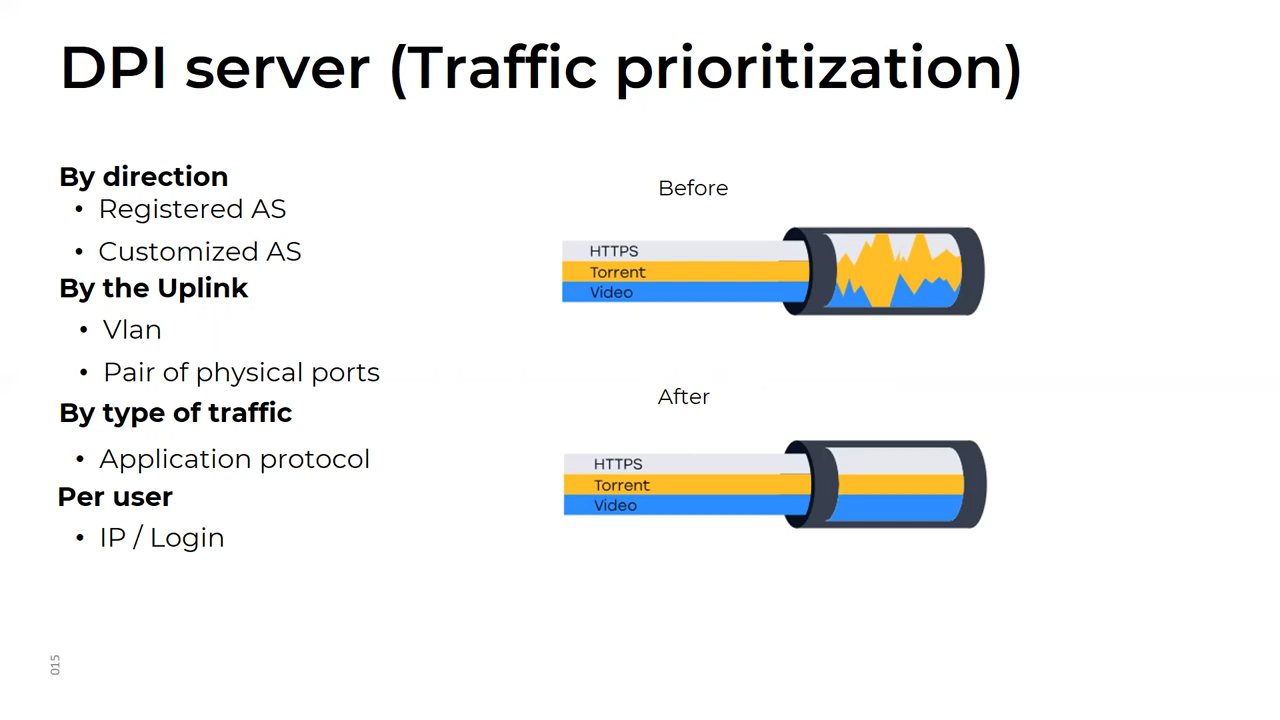 DPI server (Traffic prioritization)
By direction
• Registered AS
• Customized AS
By the Uplink
• Vlan
• Pair of physical ports
By type of traffic
• Application protocol
Per user
• IP / Login
Before
HTTPS
Torrent
Video
After
HTTPS
Torrent
Video
015